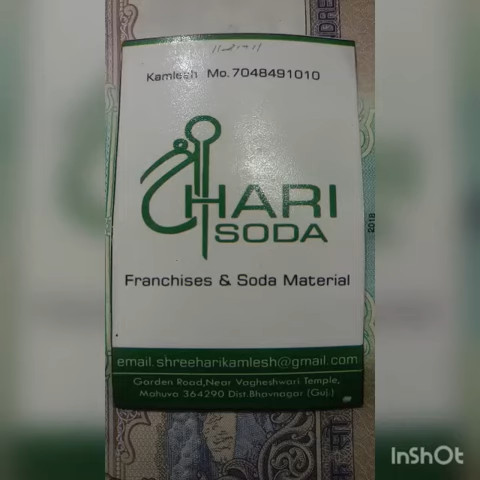 Kamlesh Mo. 7048491010
HARI
SODA
Franchises & Soda Material
email. shreeharikamlesh@gmail.com
Garden Road,Near Vagheshwari Temple,
Mahuva 364290 Dist.Bhavnagar (Guj.)
2018
InShOt